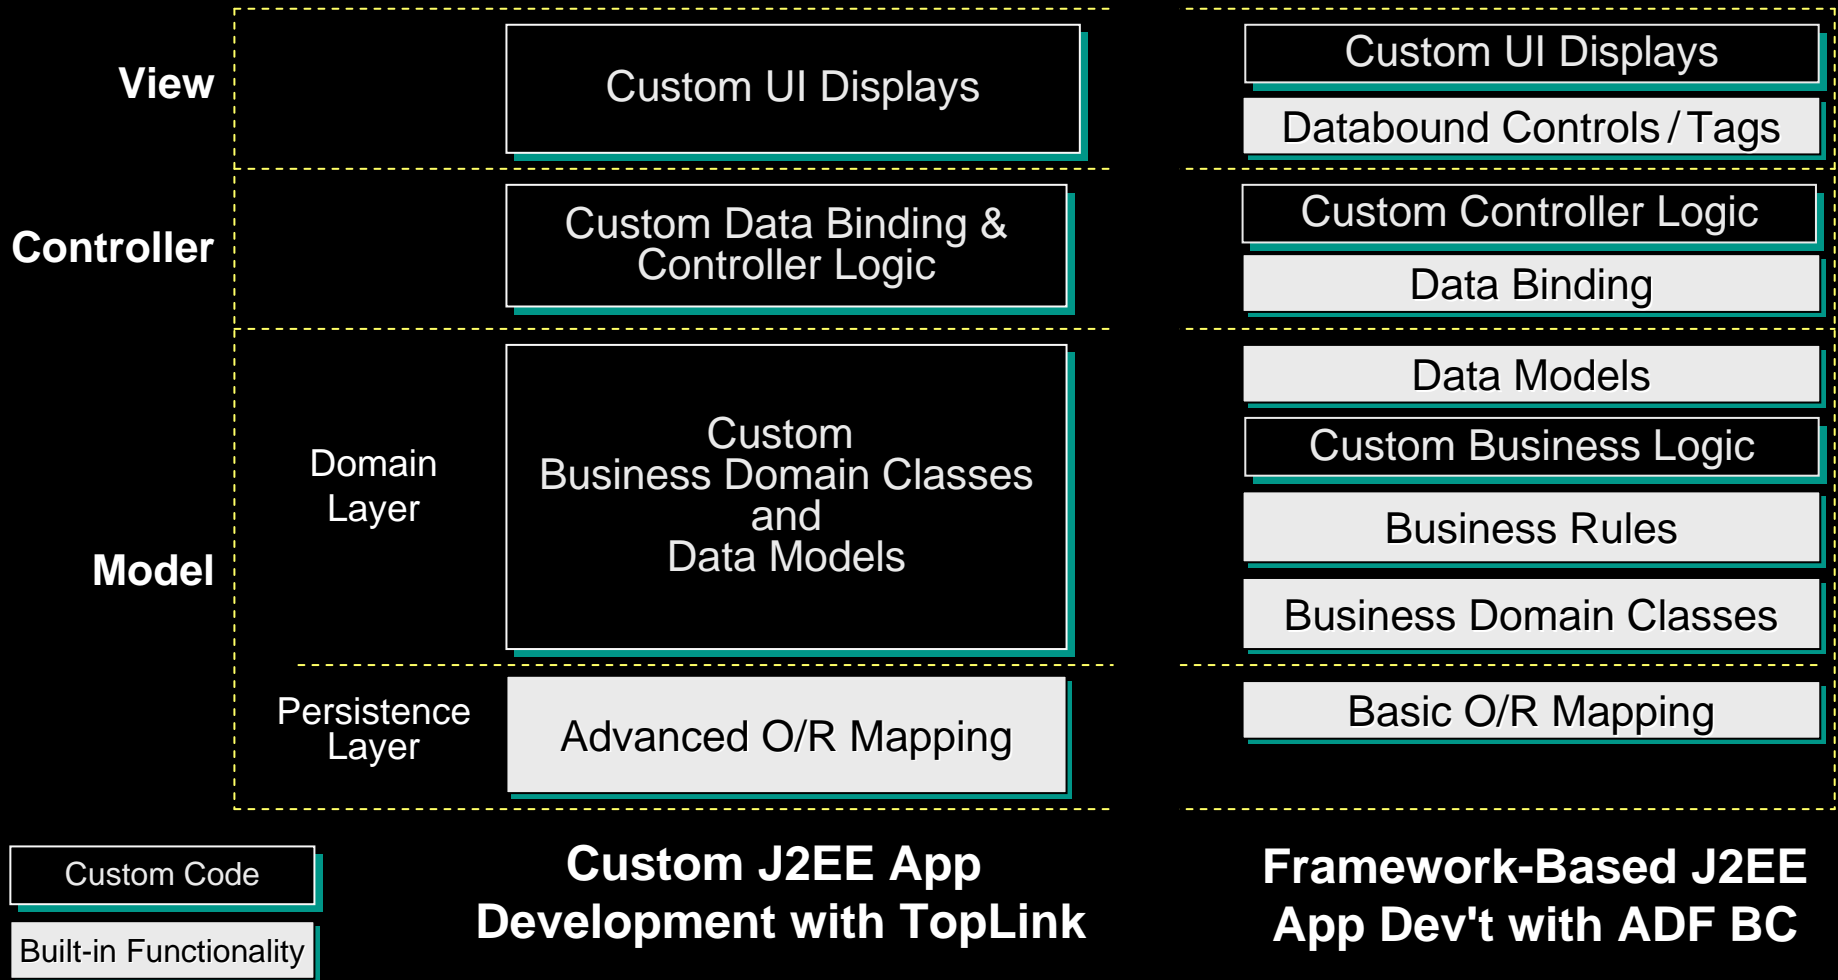 View
Custom UI Displays
Custom UI Displays
Databound Controls / Tags
Controller
Custom Data Binding &
Controller Logic
Custom Controller Logic
Data Binding
Model
Domain
Layer
Custom
Business Domain Classes
and
Data Models
Data Models
Custom Business Logic
Business Rules
Business Domain Classes
Persistence
Layer
Advanced O/R Mapping
Basic O/R Mapping
Custom Code
Built-in Functionality
Custom J2EE App
Development with TopLink
Framework-Based J2EE
App Dev't with ADF BC